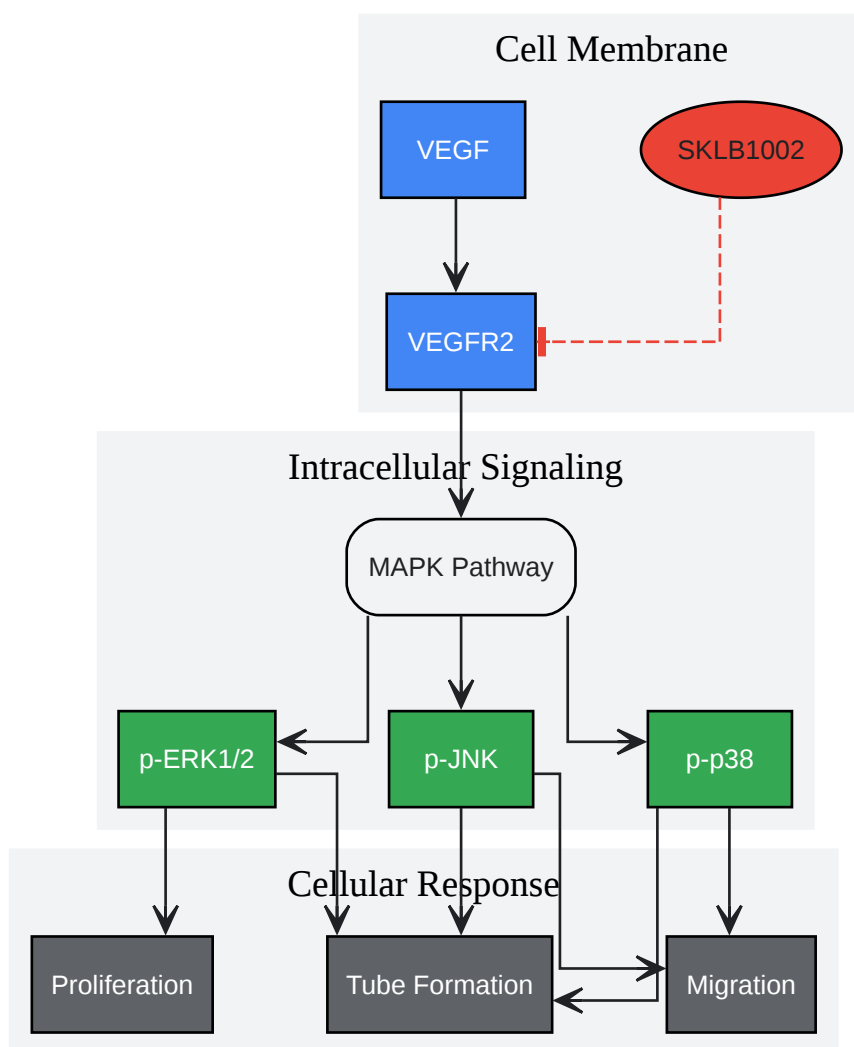 Cell Membrane
VEGF
SKLB1002
VEGFR2
Intracellular Signaling
MAPK Pathway
p-ERK1/2
p-JNK
p-p38
Cellular Response
Proliferation
Tube Formation
Migration